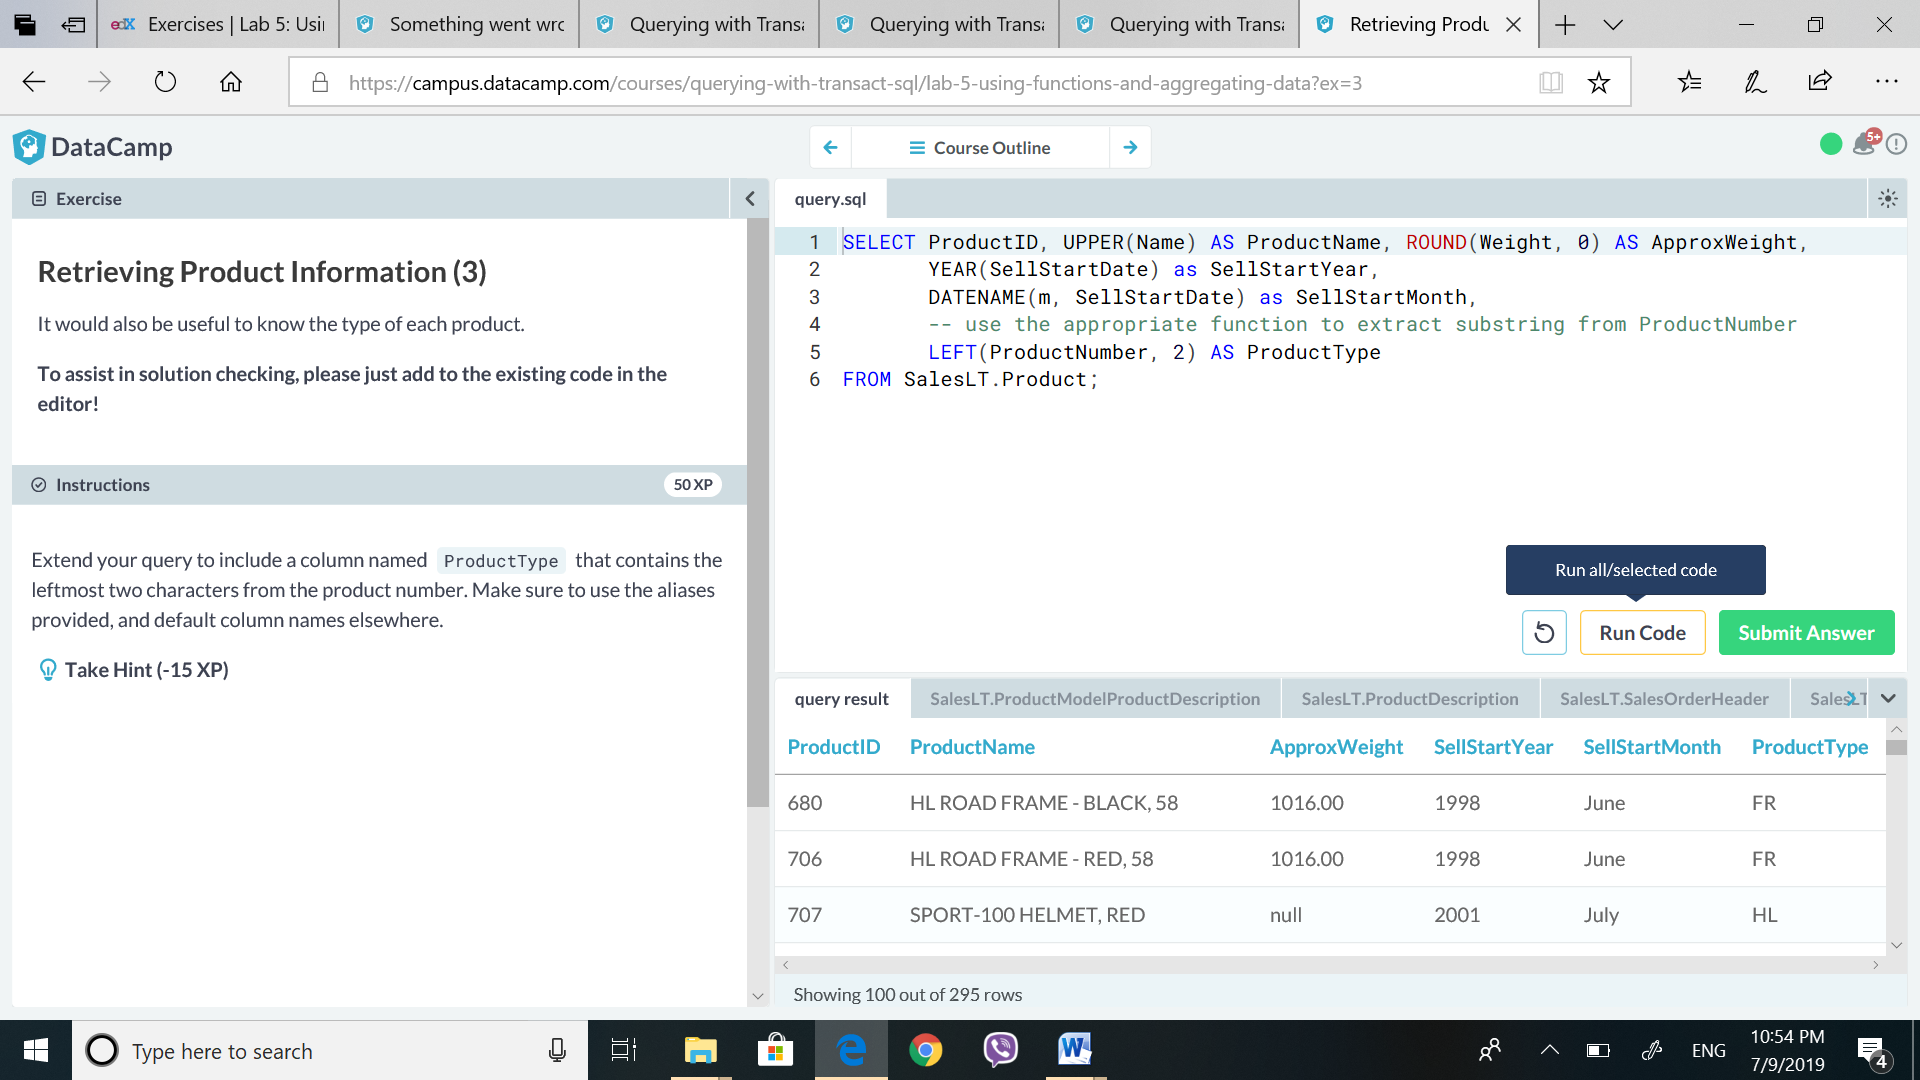 edX Exercises | Lab 5: Usi
Something went wro
Querying with Transa
Querying with Transa
Querying with Transa
Retrieving Produ
https://campus.datacamp.com/courses/querying-with-transact-sql/lab-5-using-functions-and-aggregating-data?ex=3
DataCamp
Course Outline
5+
Exercise
query.sql
Retrieving Product Information (3)
It would also be useful to know the type of each product.
To assist in solution checking, please just add to the existing code in the
editor!
Instructions
50 XP
Extend your query to include a column named ProductType that contains the
leftmost two characters from the product number. Make sure to use the aliases
provided, and default column names elsewhere.
Take Hint (-15 XP)
1 SELECT ProductID, UPPER(Name) AS ProductName, ROUND(Weight, 0) AS ApproxWeight,
2 YEAR(SellStartDate) as SellStartYear,
3 DATENAME(m, SellStartDate) as SellStartMonth,
4 -- use the appropriate function to extract substring from ProductNumber
5 LEFT(ProductNumber, 2) AS ProductType
6 FROM SalesLT.Product;
Run all/selected code
Run Code
Submit Answer
query result SalesLT.ProductModelProductDescription SalesLT.ProductDescription SalesLT.SalesOrderHeader SalesLT
ProductID ProductName ApproxWeight SellStartYear SellStartMonth ProductType
680 HL ROAD FRAME - BLACK, 58 1016.00 1998 June FR
706 HL ROAD FRAME - RED, 58 1016.00 1998 June FR
707 SPORT-100 HELMET, RED null 2001 July HL
Showing 100 out of 295 rows
Type here to search
ENG
10:54 PM
7/9/2019
4